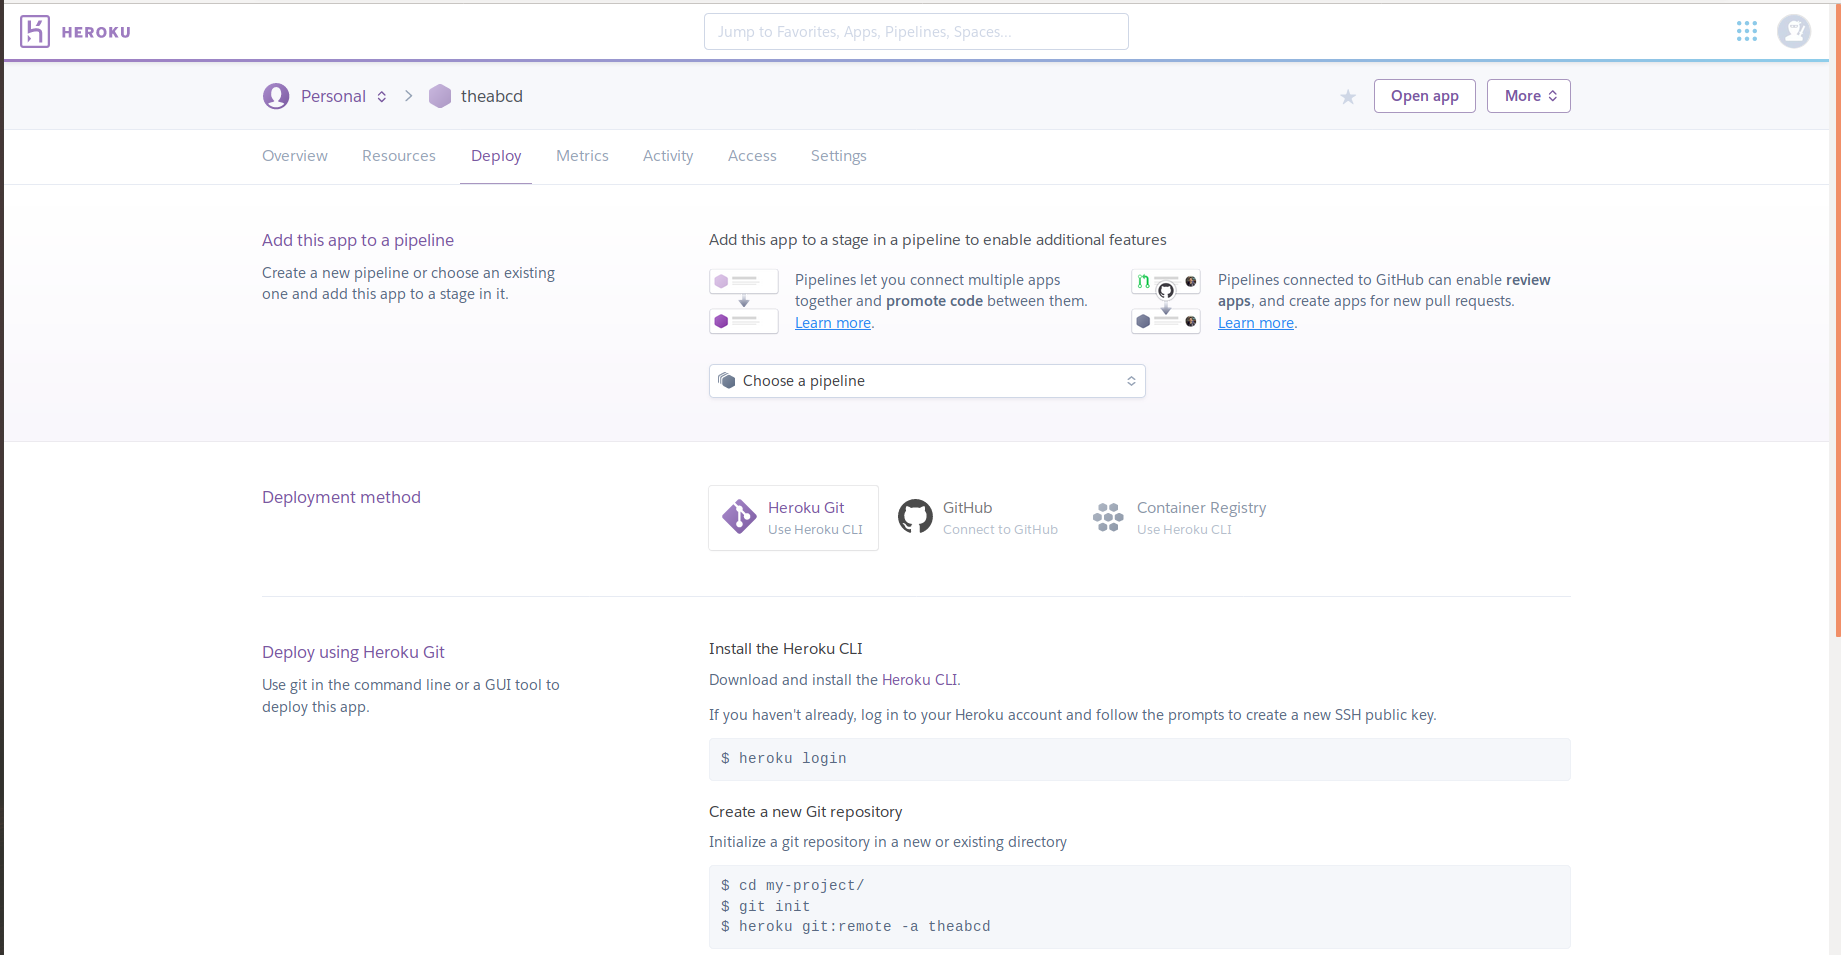 HEROKU
Jump to Favorites, Apps, Pipelines, Spaces...
Personal
theabcd
Open app
More
Overview
Resources
Deploy
Metrics
Activity
Access
Settings
Add this app to a pipeline
Create a new pipeline or choose an existing
one and add this app to a stage in it.
Add this app to a stage in a pipeline to enable additional features
Pipelines let you connect multiple apps
together and promote code between them.
Learn more.
Pipelines connected to GitHub can enable review
apps, and create apps for new pull requests.
Learn more.
Choose a pipeline
Deployment method
Heroku Git
Use Heroku CLI
GitHub
Connect to GitHub
Container Registry
Use Heroku CLI
Deploy using Heroku Git
Use git in the command line or a GUI tool to
deploy this app.
Install the Heroku CLI
Download and install the Heroku CLI.
If you haven't already, log in to your Heroku account and follow the prompts to create a new SSH public key.
$ heroku login
Create a new Git repository
Initialize a git repository in a new or existing directory
$ cd my-project/
$ git init
$ heroku git:remote -a theabcd